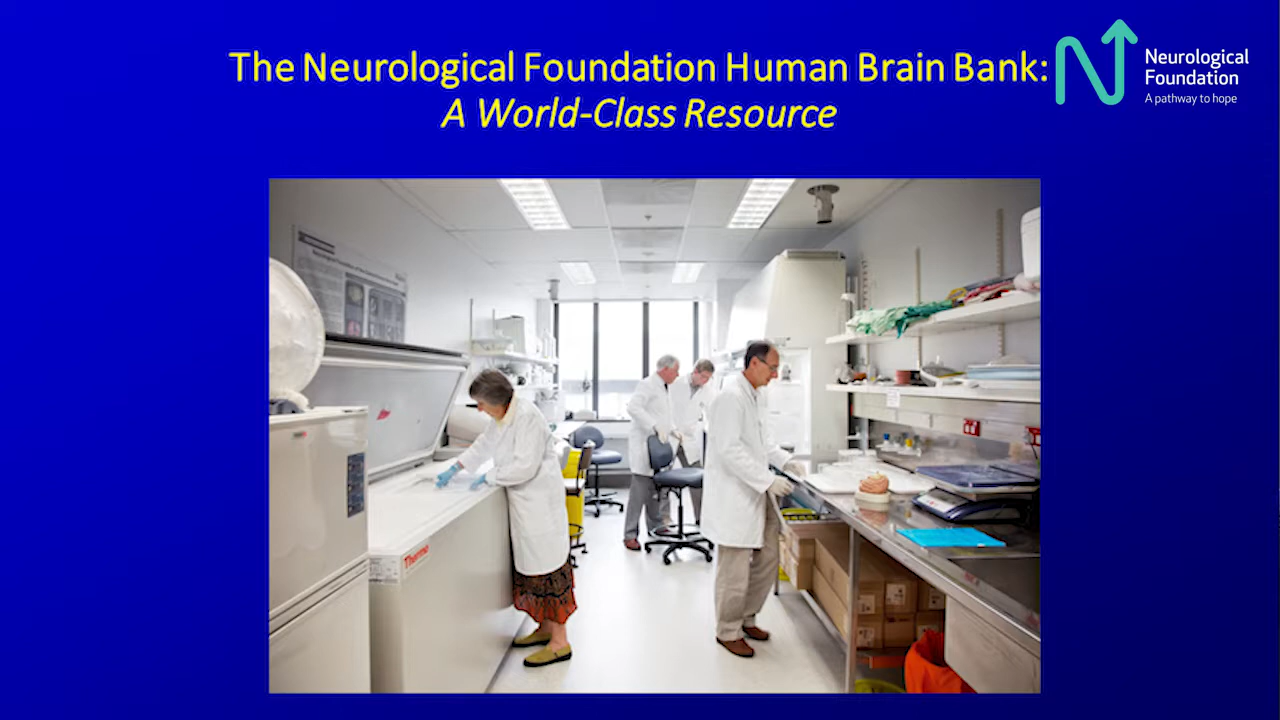 The Neurological Foundation Human Brain Bank:
A World-Class Resource
Neurological
Foundation
A pathway to hope
Thermo